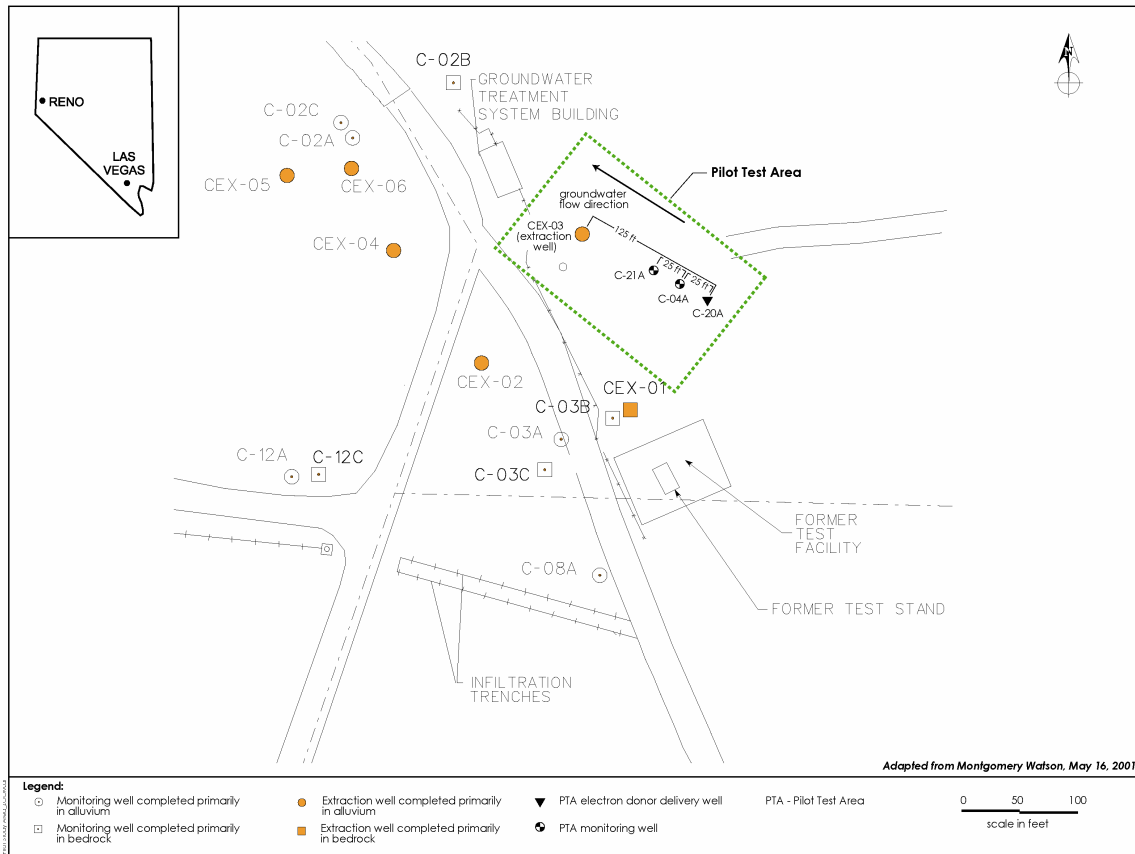 RENO
LAS
VEGAS
N
C-02B
GROUNDWATER
TREATMENT
SYSTEM BUILDING
C-02C
C-02A
CEX-05
CEX-06
CEX-04
Pilot Test Area
groundwater
flow direction
CEX-03
(extraction
well)
125 ft
25 ft
25 ft
C-21A
C-04A
C-20A
CEX-02
CEX-01
C-03B
C-03A
C-03C
C-12A
C-12C
FORMER
TEST
FACILITY
C-08A
FORMER TEST STAND
INFILTRATION
TRENCHES
Adapted from Montgomery Watson, May 16, 2001
Legend:
Monitoring well completed primarily
in alluvium
Monitoring well completed primarily
in bedrock
Extraction well completed primarily
in alluvium
Extraction well completed primarily
in bedrock
PTA electron donor delivery well
PTA monitoring well
PTA - Pilot Test Area
0 50 100
scale in feet